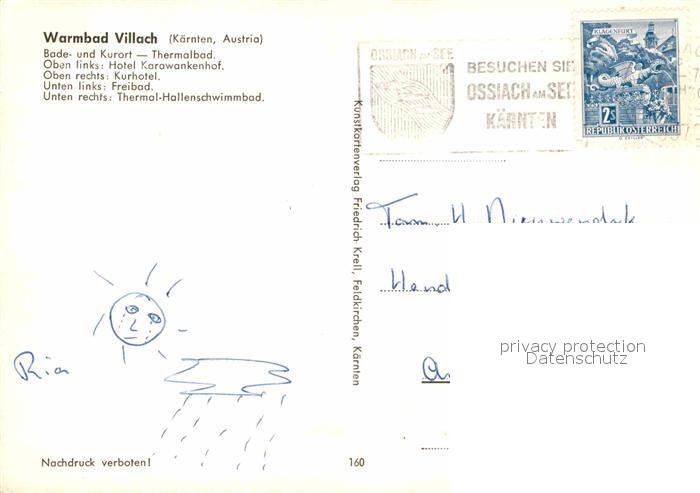 Warmbad Villach (Kärnten, Austria)
Bade- und Kurort — Thermalbad.
Oben links: Hotel Karawankenhof.
Oben rechts: Kurhotel.
Unten links: Freibad.
Unten rechts: Thermal-Hallenschwimmbad.
OSSIACH AM SEE
BESUCHEN SIE
OSSIACH AM SEE
KÄRNTEN
KLAGENFURT
2S
REPUBLIK ÖSTERREICH
Kunstkartenverlag Friedrich Krell, Feldkirchen, Kärnten
Fam. H
privacy protection
Datenschutz
Ria
Nachdruck verboten!
160